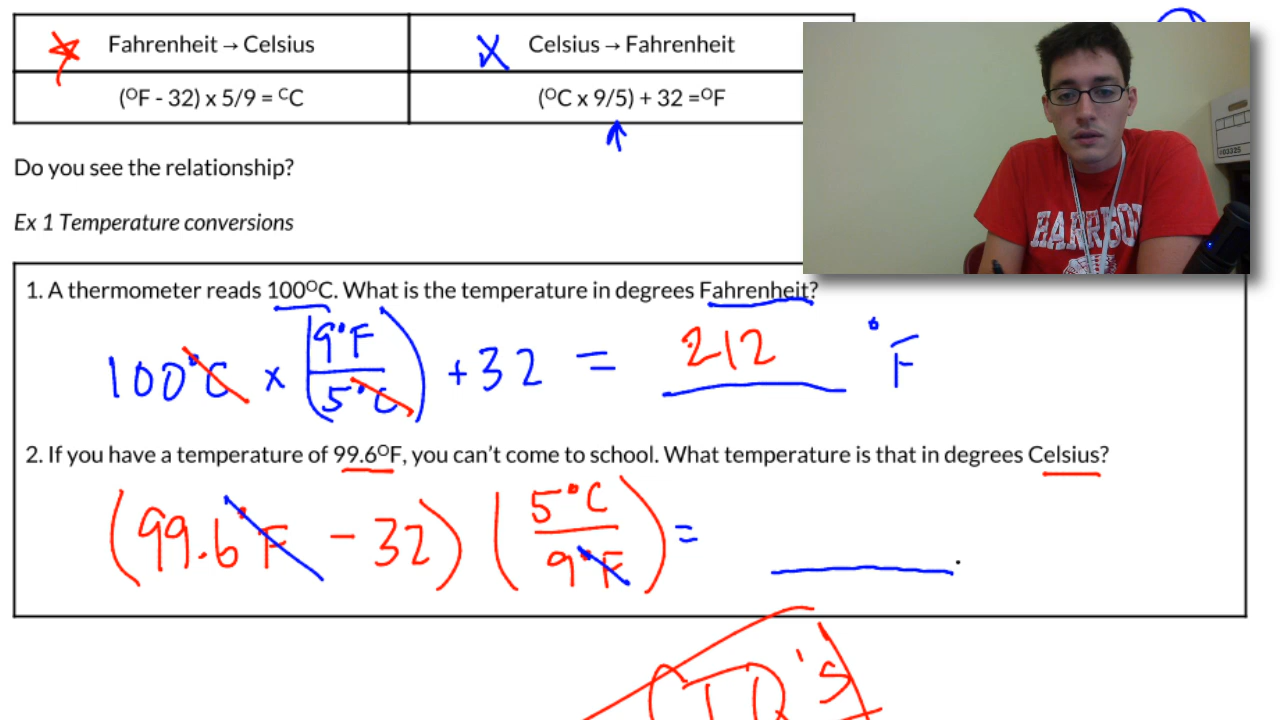 Fahrenheit → Celsius
Celsius → Fahrenheit
(ᴼF - 32) x 5/9 = ᶜC
(ᴼC x 9/5) + 32 =ᴼF
Do you see the relationship?
Ex 1 Temperature conversions
HARRISON
1. A thermometer reads 100ᴼC. What is the temperature in degrees Fahrenheit?
100°C x (9°F/5°C) + 32 = 212 °F
2. If you have a temperature of 99.6ᴼF, you can't come to school. What temperature is that in degrees Celsius?
(99.6°F - 32) (5°C/9°F) =